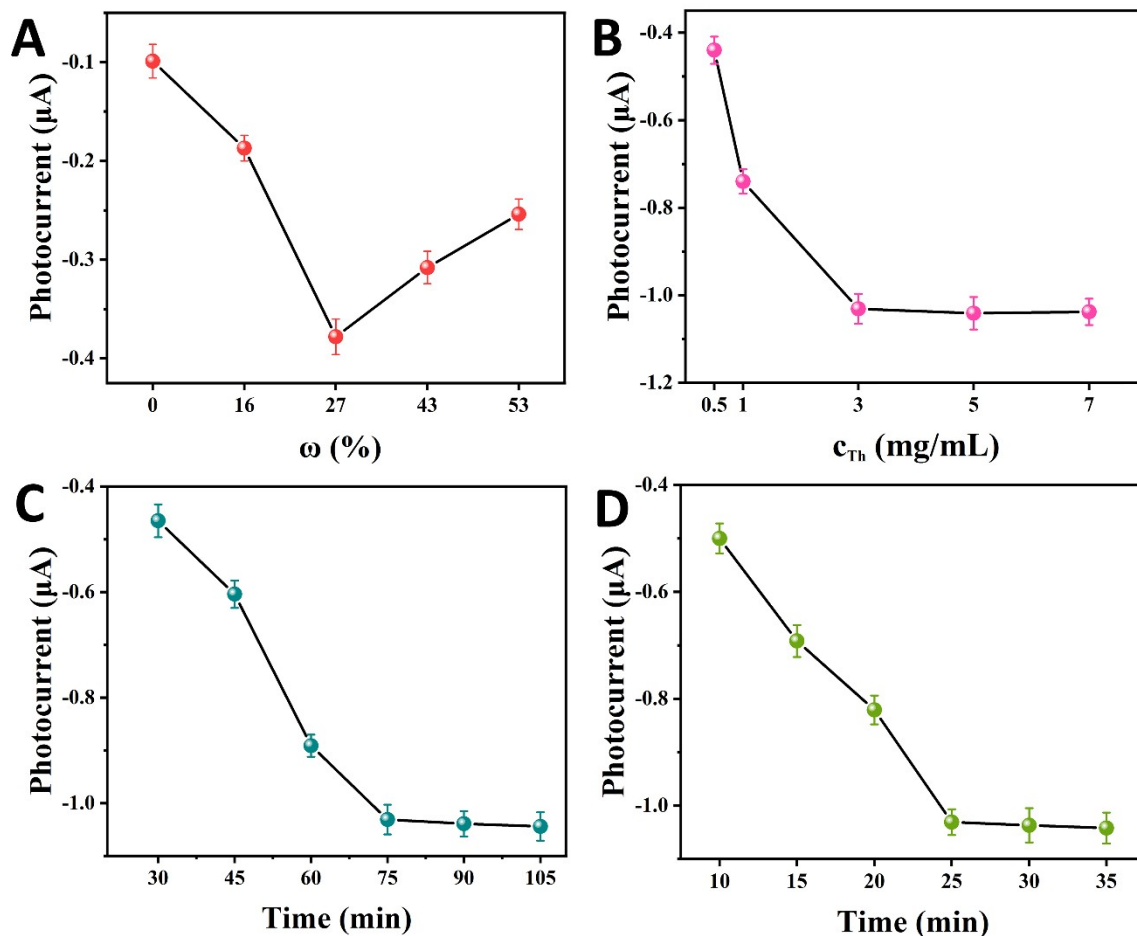 A
Photocurrent (μA)
-0.1
-0.2
-0.3
-0.4
0 16 27 43 53
ω (%)
B
Photocurrent (μA)
-0.4
-0.6
-0.8
-1.0
-1.2
0.5 1 3 5 7
cTh (mg/mL)
C
Photocurrent (μA)
-0.4
-0.6
-0.8
-1.0
30 45 60 75 90 105
Time (min)
D
Photocurrent (μA)
-0.4
-0.6
-0.8
-1.0
10 15 20 25 30 35
Time (min)